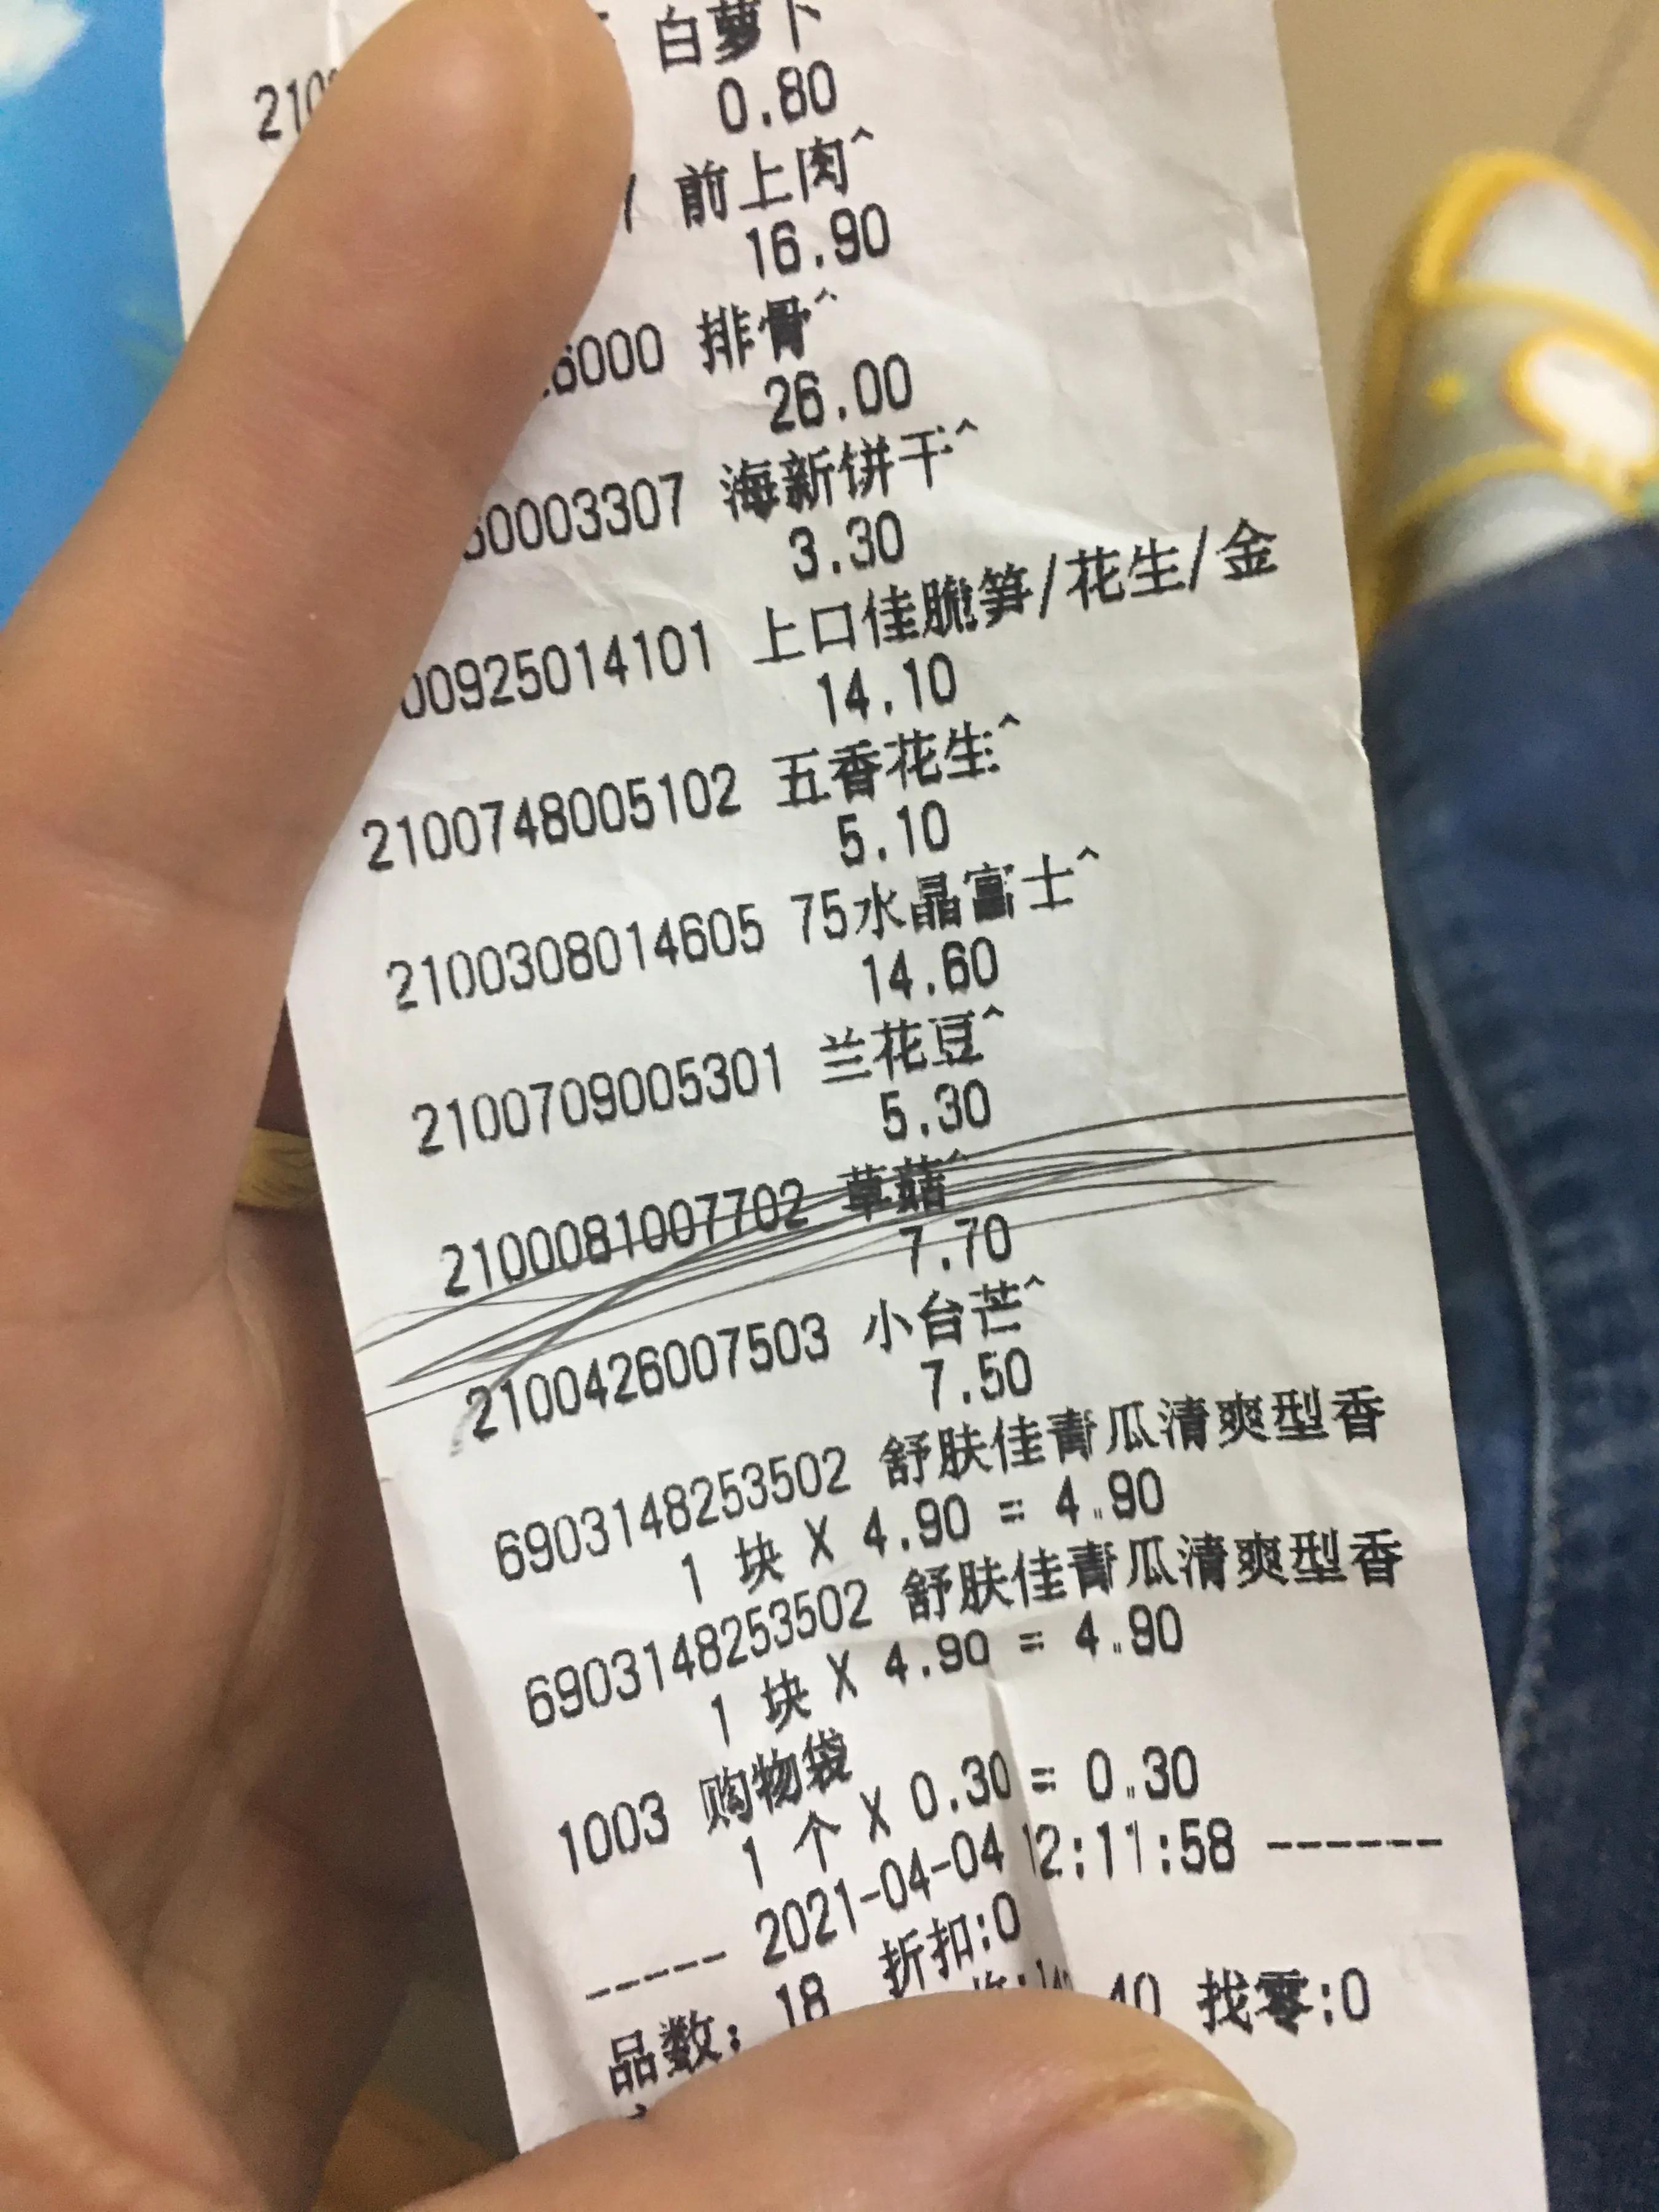 白萝卜
210
0.80
前上肉^
16.90
6000 排骨^
26.00
60003307 海新饼干^
3.30
00925014101 上口佳脆笋/花生/金
14.10
2100748005102 五香花生^
5.10
2100308014605 75水晶富士^
14.60
2100709005301 兰花豆^
5.30
2100081007702 草菇^
7.70
2100426007503 小台芒^
7.50
6903148253502 舒肤佳青瓜清爽型香
1 块 X 4.90 = 4.90
6903148253502 舒肤佳青瓜清爽型香
1 块 X 4.90 = 4.90
1003 购物袋
1 个 X 0.30 = 0.30
----- 2021-04-04 12:11:58 ------
品数: 18 折扣:0
40 找零:0